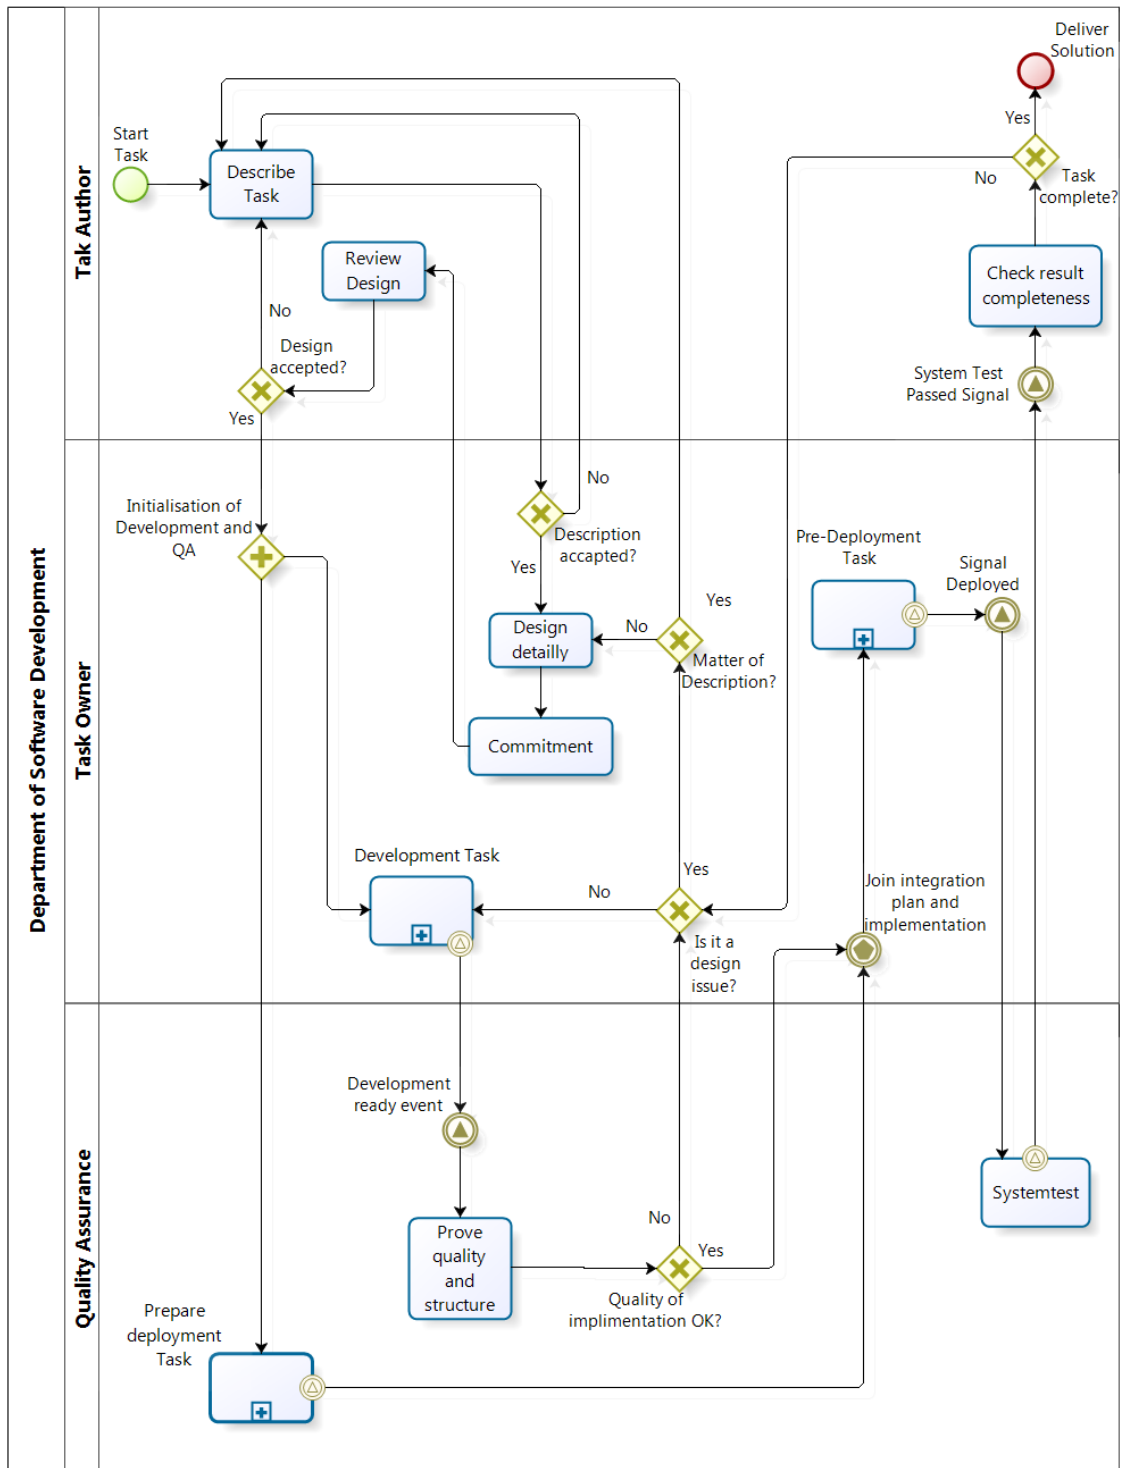 Department of Software Development
Tak Author
Task Owner
Quality Assurance
Deliver
Solution
Yes
Start
Task
Describe
Task
No
Task
complete?
Review
Design
Check result
completeness
No
Design
accepted?
System Test
Passed Signal
Yes
No
Initialisation of
Development and
QA
Description
accapted?
Pre-Deployment
Task
Signal
Deployed
Yes
Yes
Design
detailly
No
Matter of
Description?
Commitment
Development Task
Yes
No
Join integration
plan and
implementation
Is it a
design
issue?
Development
ready event
Systemtest
Prove
quality
and
structure
No
Yes
Quality of
implimentation OK?
Prepare
deployment
Task